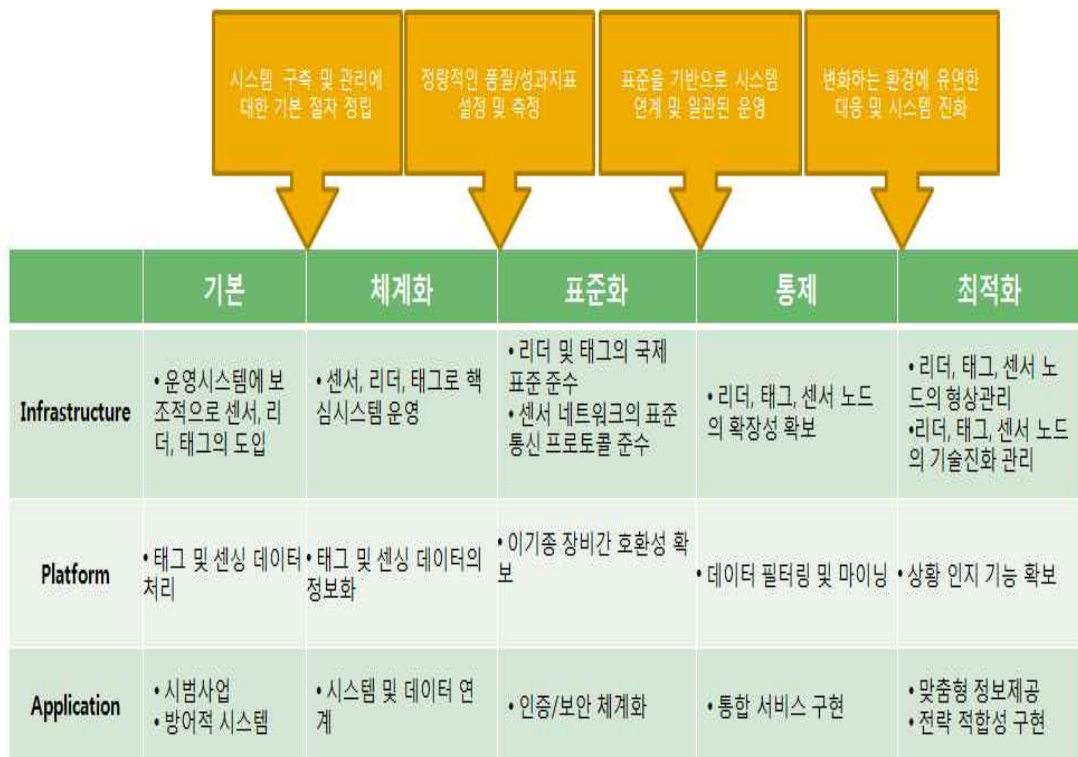 시스템 구축 및 관리에
대한 기본 절차 정립
정량적인 품질/성과지표
설정 및 측정
표준을 기반으로 시스템
연계 및 일관된 운영
변화하는 환경에 유연한
대응 및 시스템 진화
기본
체계화
표준화
통제
최적화
Infrastructure
• 운영시스템에 보
조적으로 센서, 리
더, 태그의 도입
• 센서, 리더, 태그로 핵
심시스템 운영
• 리더 및 태그의 국제
표준 준수
• 센서 네트워크의 표준
통신 프로토콜 준수
• 리더, 태그, 센서 노드
의 확장성 확보
• 리더, 태그, 센서 노
드의 형상관리
•리더, 태그, 센서 노드
의 기술진화 관리
Platform
• 태그 및 센싱 데이터
처리
• 태그 및 센싱 데이터의
정보화
• 이기종 장비간 호환성 확
보
• 데이터 필터링 및 마이닝
• 상황 인지 기능 확보
Application
• 시범사업
• 방어적 시스템
• 시스템 및 데이터 연
계
• 인증/보안 체계화
• 통합 서비스 구현
• 맞춤형 정보제공
• 전략 적합성 구현